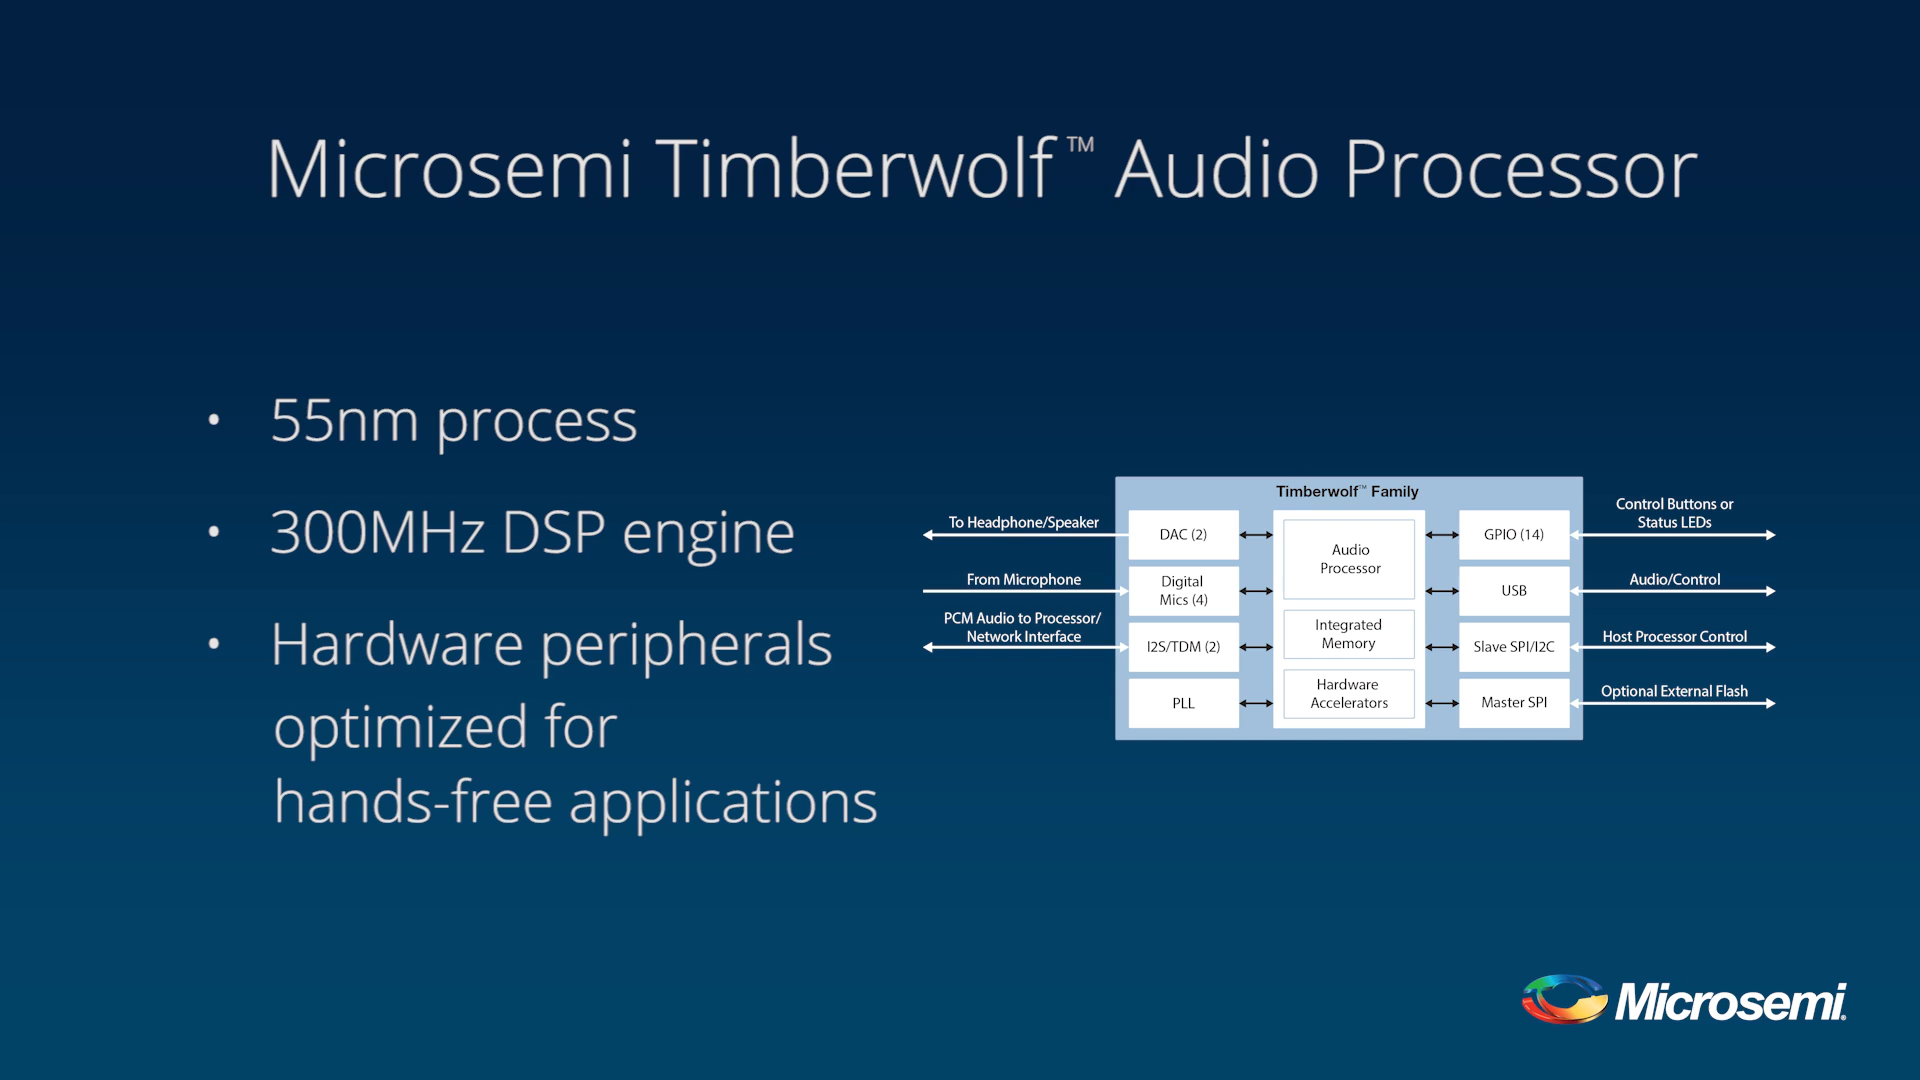 Microsemi Timberwolf™ Audio Processor
• 55nm process
• 300MHz DSP engine
• Hardware peripherals
optimized for
hands-free applications
Timberwolf™ Family
To Headphone/Speaker
From Microphone
PCM Audio to Processor/
Network Interface
DAC (2)
Digital
Mics (4)
I2S/TDM (2)
PLL
Audio
Processor
Integrated
Memory
Hardware
Accelerators
GPIO (14)
USB
Slave SPI/I2C
Master SPI
Control Buttons or
Status LEDs
Audio/Control
Host Processor Control
Optional External Flash
Microsemi®